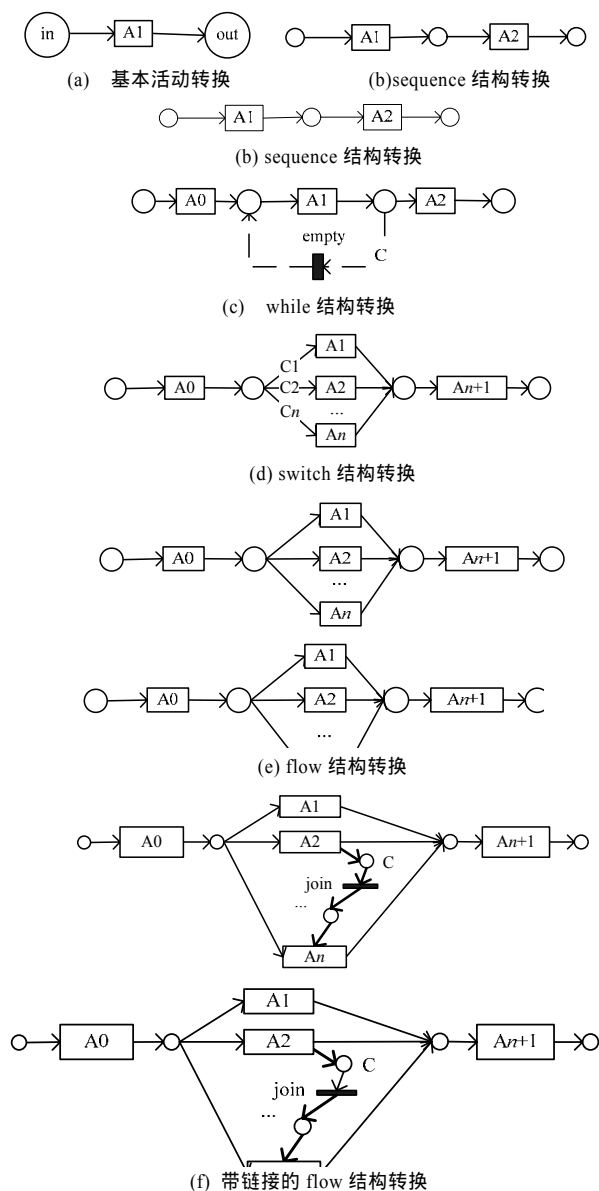 in A1 out
A1 A2
(a) 基本活动转换
(b)sequence 结构转换
A1 A2
(b) sequence 结构转换
A0 A1 A2
empty
C
(c) while 结构转换
A1
C1
A0 C2 A2 An+1
Cn ...
An
(d) switch 结构转换
A1
A0 A2 An+1
...
An
A1
A0 A2 An+1
...
(e) flow 结构转换
A1
A0 A2 An+1
C
join
...
An
A1
A0 A2 An+1
C
join
...
(f) 带链接的 flow 结构转换